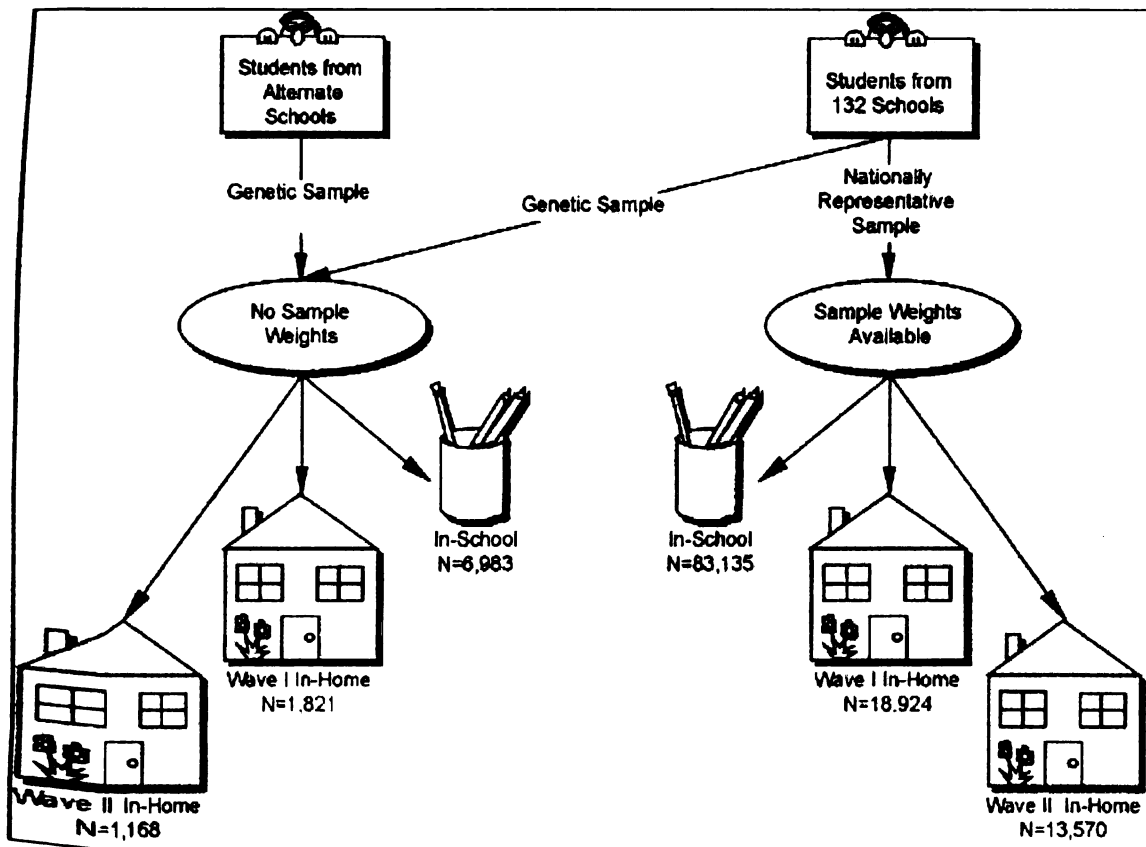 Students from
Alternate
Schools
Students from
132 Schools
Genetic Sample
Genetic Sample
Nationally
Representative
Sample
No Sample
Weights
Sample Weights
Available
In-School
N=6,983
In-School
N=83,135
Wave I In-Home
N=1,821
Wave I In-Home
N=18.924
Wave II In-Home
N=1,168
Wave II In-Home
N=13,570